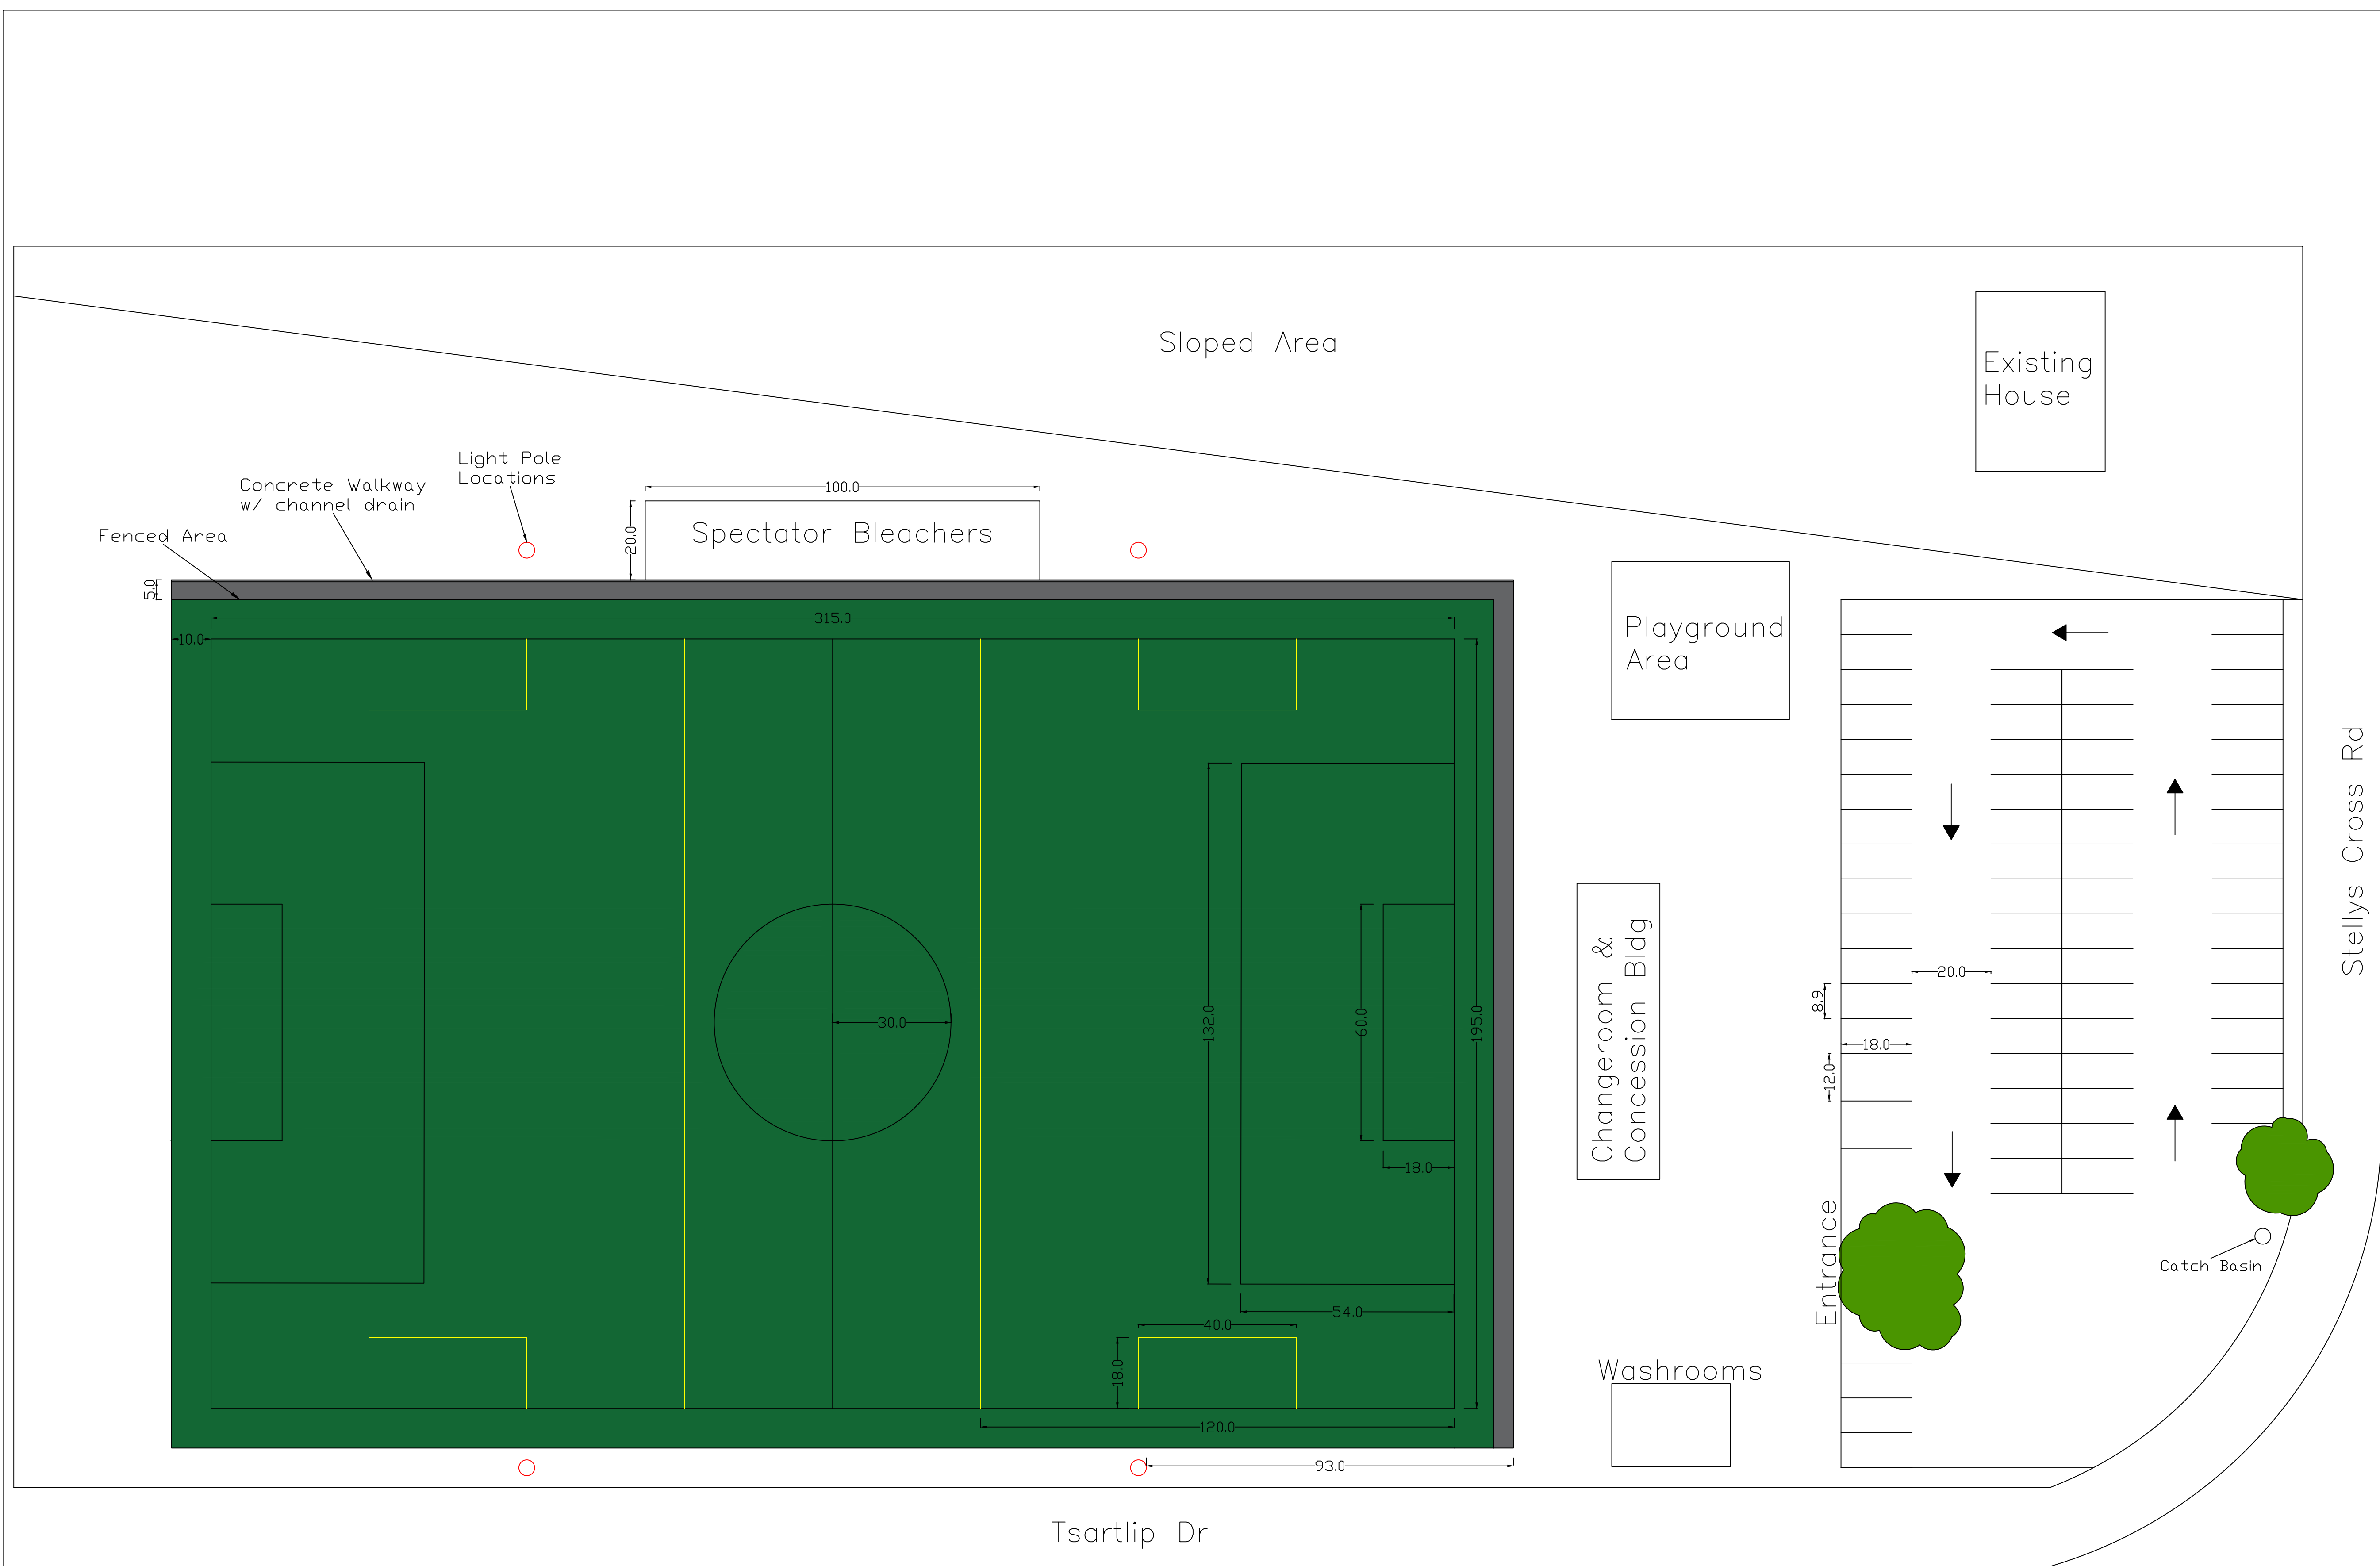 Sloped Area
Existing
House
Light Pole
Locations
Concrete Walkway
w/ channel drain
Fenced Area
100.0
20.0
Spectator Bleachers
5.0
315.0
10.0
Playground
Area
Stellys Cross Rd
Changeroom &
Concession Bldg
20.0
8.9
18.0
12.0
30.0
132.0
60.0
195.0
18.0
Entrance
Catch Basin
54.0
40.0
18.0
Washrooms
120.0
93.0
Tsartlip Dr